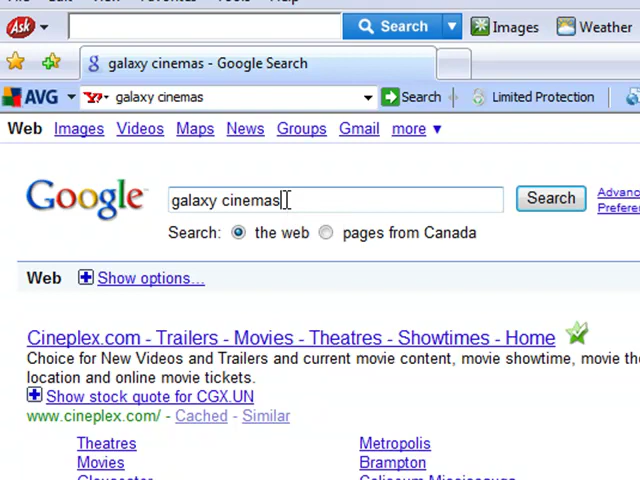 Ask Search Images Weather
galaxy cinemas - Google Search
AVG Y! galaxy cinemas Search Limited Protection
Web Images Videos Maps News Groups Gmail more ▼
Google galaxy cinemas Search
Search: the web pages from Canada
Web Show options...
Cineplex.com - Trailers - Movies - Theatres - Showtimes - Home
Choice for New Videos and Trailers and current movie content, movie showtime, movie
location and online movie tickets.
Show stock quote for CGX.UN
www.cineplex.com/ - Cached - Similar
Theatres Metropolis
Movies Brampton